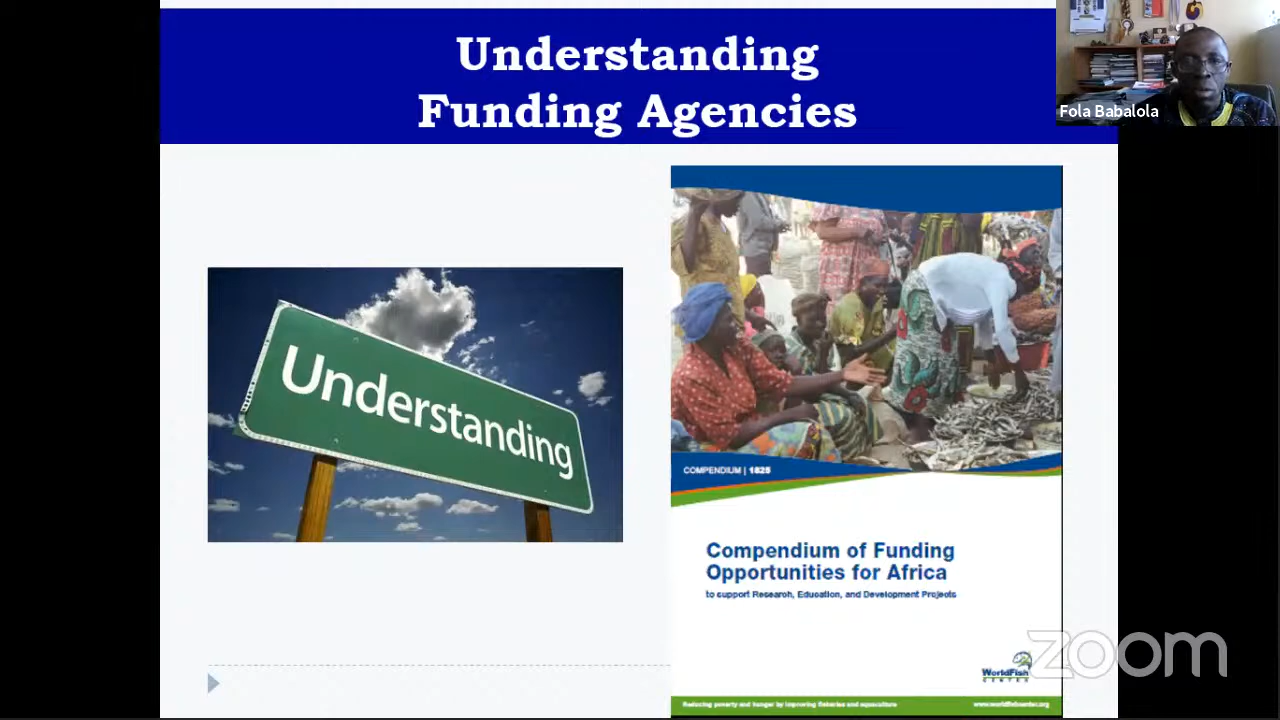 Understanding
Funding Agencies
Fola Babalola
Understanding
COMPENDIUM | 1825
Compendium of Funding
Opportunities for Africa
to support Research, Education, and Development Projects
WorldFish
CENTER
zoom
Reducing poverty and hunger by improving fisheries and aquaculture
www.worldfishcenter.org